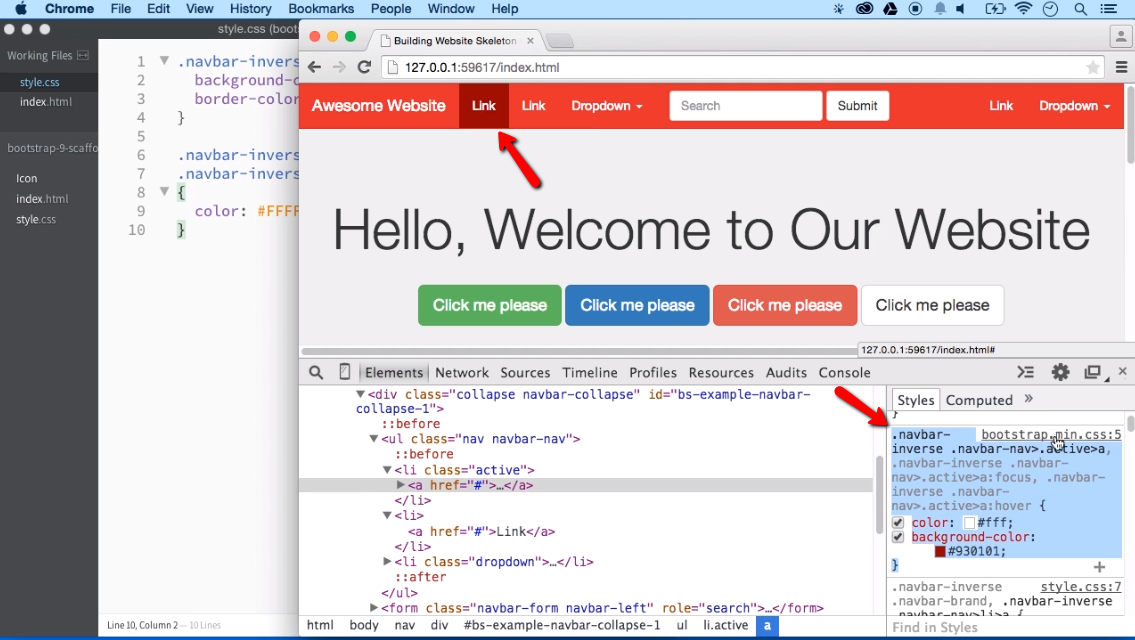 Chrome File Edit View History Bookmarks People Window Help
style.css (boot
Working Files
style.css
index.html
bootstrap-9-scaffo
Icon
index.html
style.css
1 .navbar-invers
2 background-c
3 border-color
4 }
5
6 .navbar-invers
7 .navbar-invers
8 {
9 color: #FFFF
10 }
Line 10, Column 2 — 10 Lines
Building Website Skeleton ×
127.0.0.1:59617/index.html
Awesome Website Link Link Dropdown Search Submit Link Dropdown
Hello, Welcome to Our Website
Click me please Click me please Click me please Click me please
127.0.0.1:59617/index.html#
Elements Network Sources Timeline Profiles Resources Audits Console
<div class="collapse navbar-collapse" id="bs-example-navbar-
collapse-1">
::before
<ul class="nav navbar-nav">
::before
<li class="active">
<a href="#">…</a>
</li>
<li>
<a href="#">Link</a>
</li>
<li class="dropdown">…</li>
::after
</ul>
<form class="navbar-form navbar-left" role="search">…</form>
html body nav div #bs-example-navbar-collapse-1 ul li.active a
Styles Computed »
}
.navbar- bootstrap.min.css:5
inverse .navbar-nav>.active>a,
.navbar-inverse .navbar-
nav>.active>a:focus, .navbar-
inverse .navbar-
nav>.active>a:hover {
color: #fff;
background-color:
#930101;
}
.navbar-inverse style.css:7
.navbar-brand, .navbar-inverse
.navbar-nav>li>a {
Find in Styles